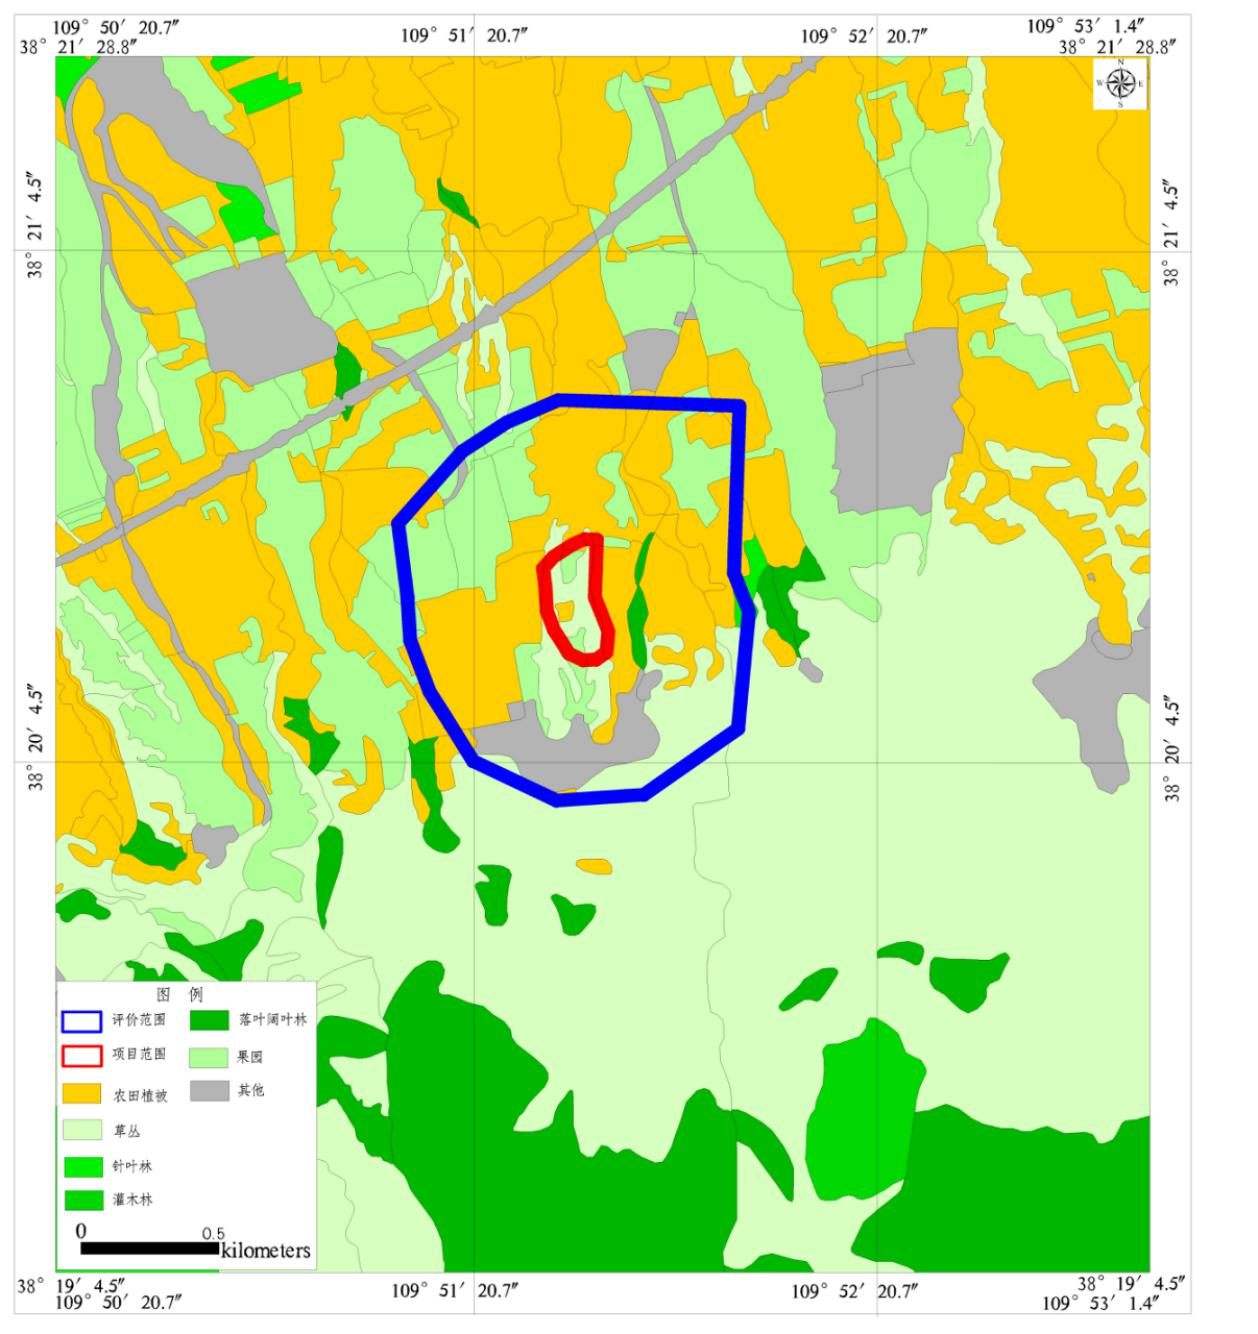 109° 50′ 20.7″
109° 51′ 20.7″
109° 52′ 20.7″
109° 53′ 1.4″
38° 21′ 28.8″
38° 21′ 28.8″
N
W E
S
38° 21′ 4.5″
38° 21′ 4.5″
38° 20′ 4.5″
38° 20′ 4.5″
图 例
评价范围
落叶阔叶林
项目范围
果园
农田植被
其他
草丛
针叶林
灌木林
0 0.5
kilometers
38° 19′ 4.5″
38° 19′ 4.5″
109° 50′ 20.7″
109° 51′ 20.7″
109° 52′ 20.7″
109° 53′ 1.4″